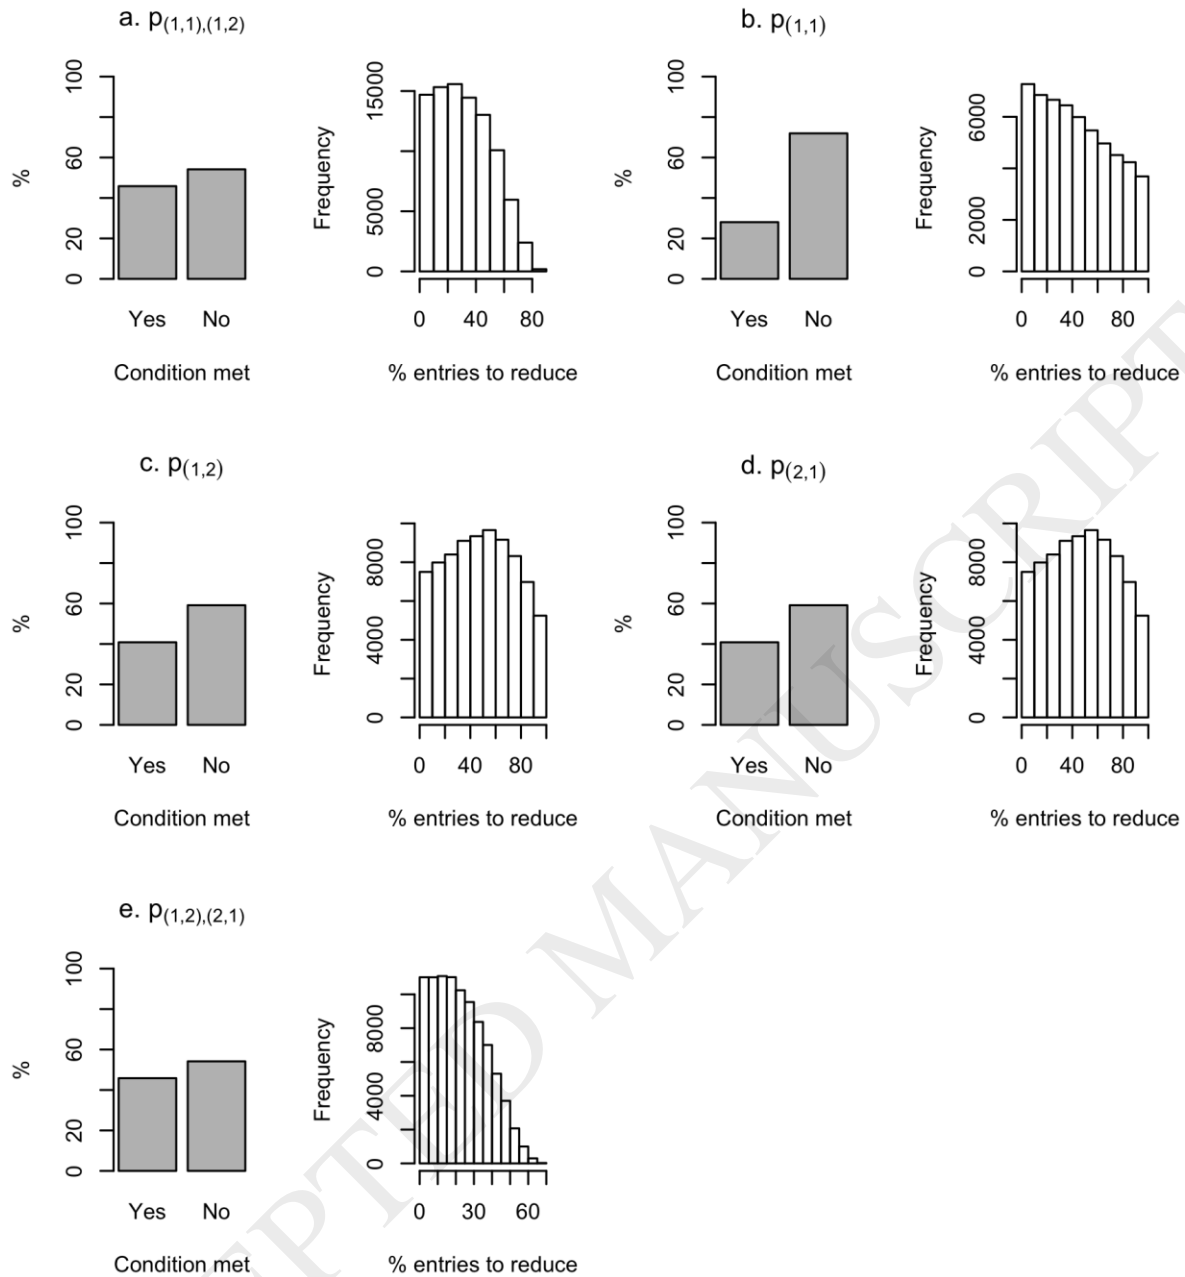 a. p(1,1),(1,2)
b. p(1,1)
%
0 20 60 100
Yes No
Condition met
Frequency
0 5000 15000
0 40 80
% entries to reduce
%
0 20 60 100
Yes No
Condition met
Frequency
0 2000 6000
0 40 80
% entries to reduce
c. p(1,2)
d. p(2,1)
%
0 20 60 100
Yes No
Condition met
Frequency
0 4000 8000
0 40 80
% entries to reduce
%
0 20 60 100
Yes No
Condition met
Frequency
0 4000 8000
0 40 80
% entries to reduce
e. p(1,2),(2,1)
%
0 20 60 100
Yes No
Condition met
Frequency
0 4000 8000
0 30 60
% entries to reduce
EPTED MANUSCRIPT